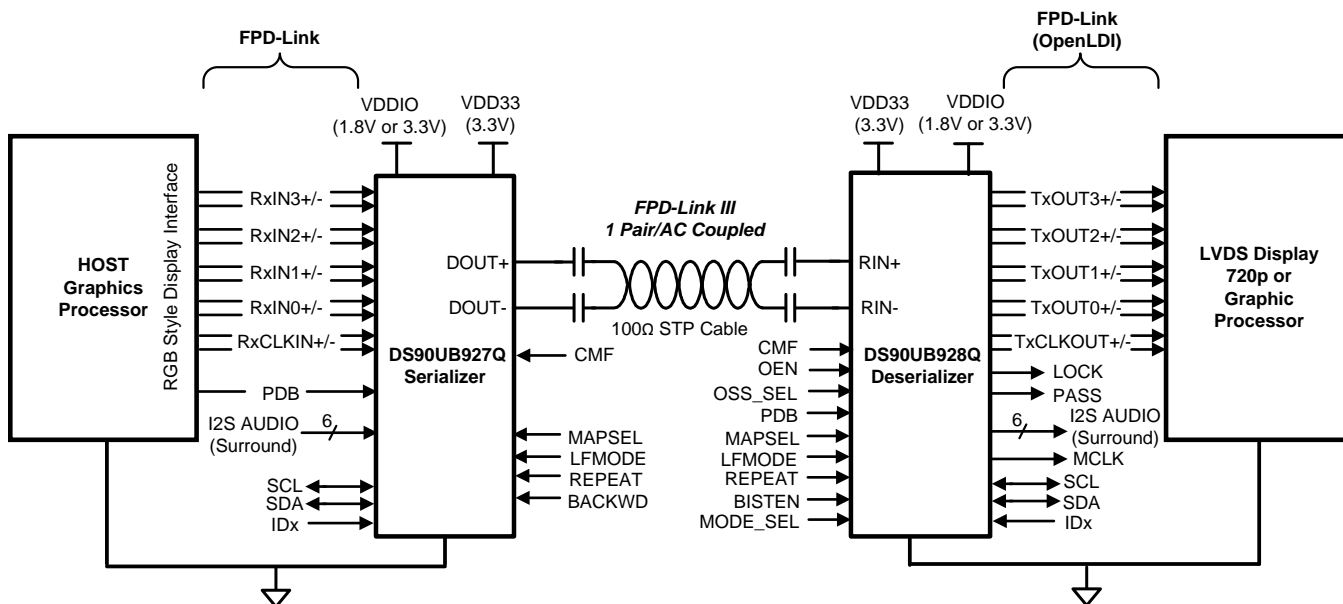 FPD-Link
FPD-Link
(OpenLDI)
VDDIO
(1.8V or 3.3V)
VDD33
(3.3V)
VDD33
(3.3V)
VDDIO
(1.8V or 3.3V)
HOST
Graphics
Processor
RGB Style Display Interface
RxIN3+/-
RxIN2+/-
RxIN1+/-
RxIN0+/-
RxCLKIN+/-
PDB
I2S AUDIO
(Surround)
6
SCL
SDA
IDx
DOUT+
DOUT-
DS90UB927Q
Serializer
CMF
MAPSEL
LFMODE
REPEAT
BACKWD
FPD-Link III
1 Pair/AC Coupled
100Ω STP Cable
RIN+
RIN-
DS90UB928Q
Deserializer
CMF
OEN
OSS_SEL
PDB
MAPSEL
LFMODE
REPEAT
BISTEN
MODE_SEL
TxOUT3+/-
TxOUT2+/-
TxOUT1+/-
TxOUT0+/-
TxCLKOUT+/-
LOCK
PASS
6
I2S AUDIO
(Surround)
MCLK
SCL
SDA
IDx
LVDS Display
720p or
Graphic
Processor